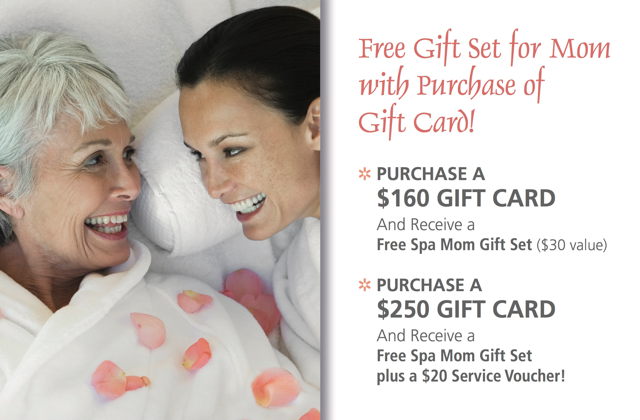 Free Gift Set for Mom
with Purchase of
Gift Card!
✲ PURCHASE A
$160 GIFT CARD
And Receive a
Free Spa Mom Gift Set ($30 value)
✲ PURCHASE A
$250 GIFT CARD
And Receive a
Free Spa Mom Gift Set
plus a $20 Service Voucher!